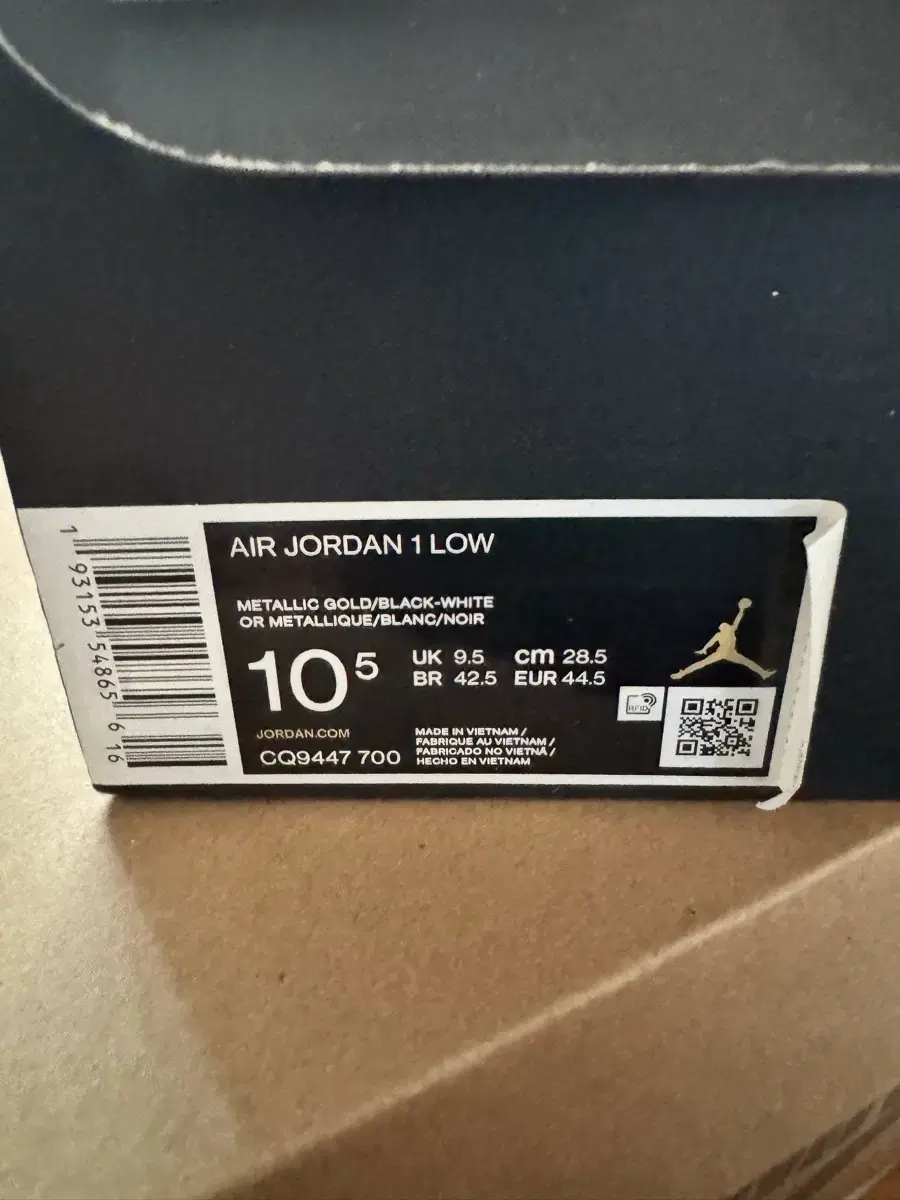 AIR JORDAN 1 LOW
METALLIC GOLD/BLACK-WHITE
OR METALLIQUE/BLANC/NOIR
10 5
UK 9.5 cm 28.5
BR 42.5 EUR 44.5
RFID
JORDAN.COM
CQ9447 700
MADE IN VIETNAM /
FABRIQUE AU VIETNAM /
FABRICADO NO VIETNÃ /
HECHO EN VIETNAM
1 93153 54865 6 16